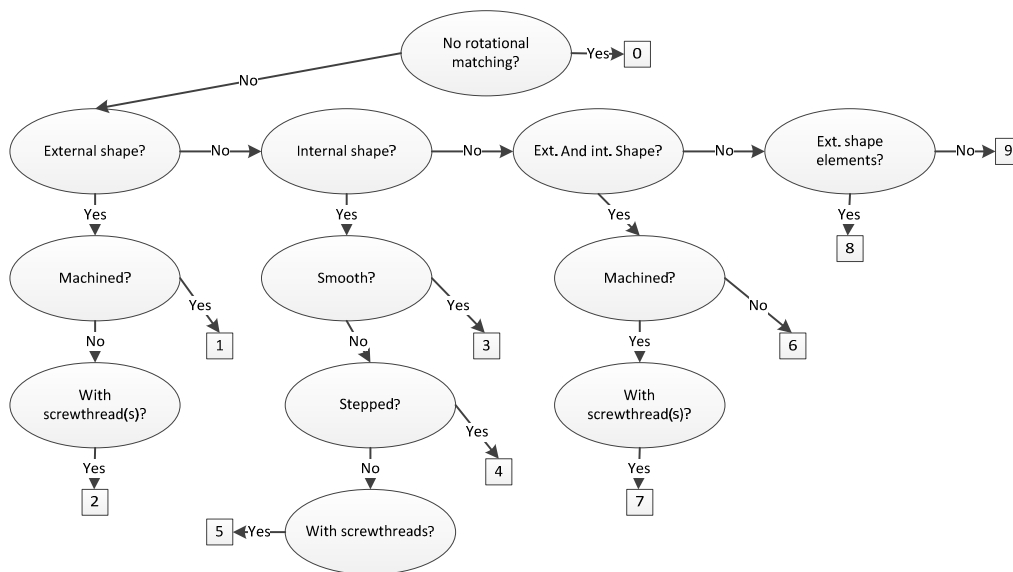 No rotational
matching?
Yes
0
No
External shape?
No
Internal shape?
No
Ext. And int. Shape?
No
Ext. shape
elements?
No
9
Yes
Yes
Yes
Yes
8
Machined?
Smooth?
Machined?
Yes
Yes
No
No
1
No
3
Yes
6
With
screwthread(s)?
Stepped?
With
screwthread(s)?
Yes
Yes
No
Yes
2
4
7
5
Yes
With screwthreads?